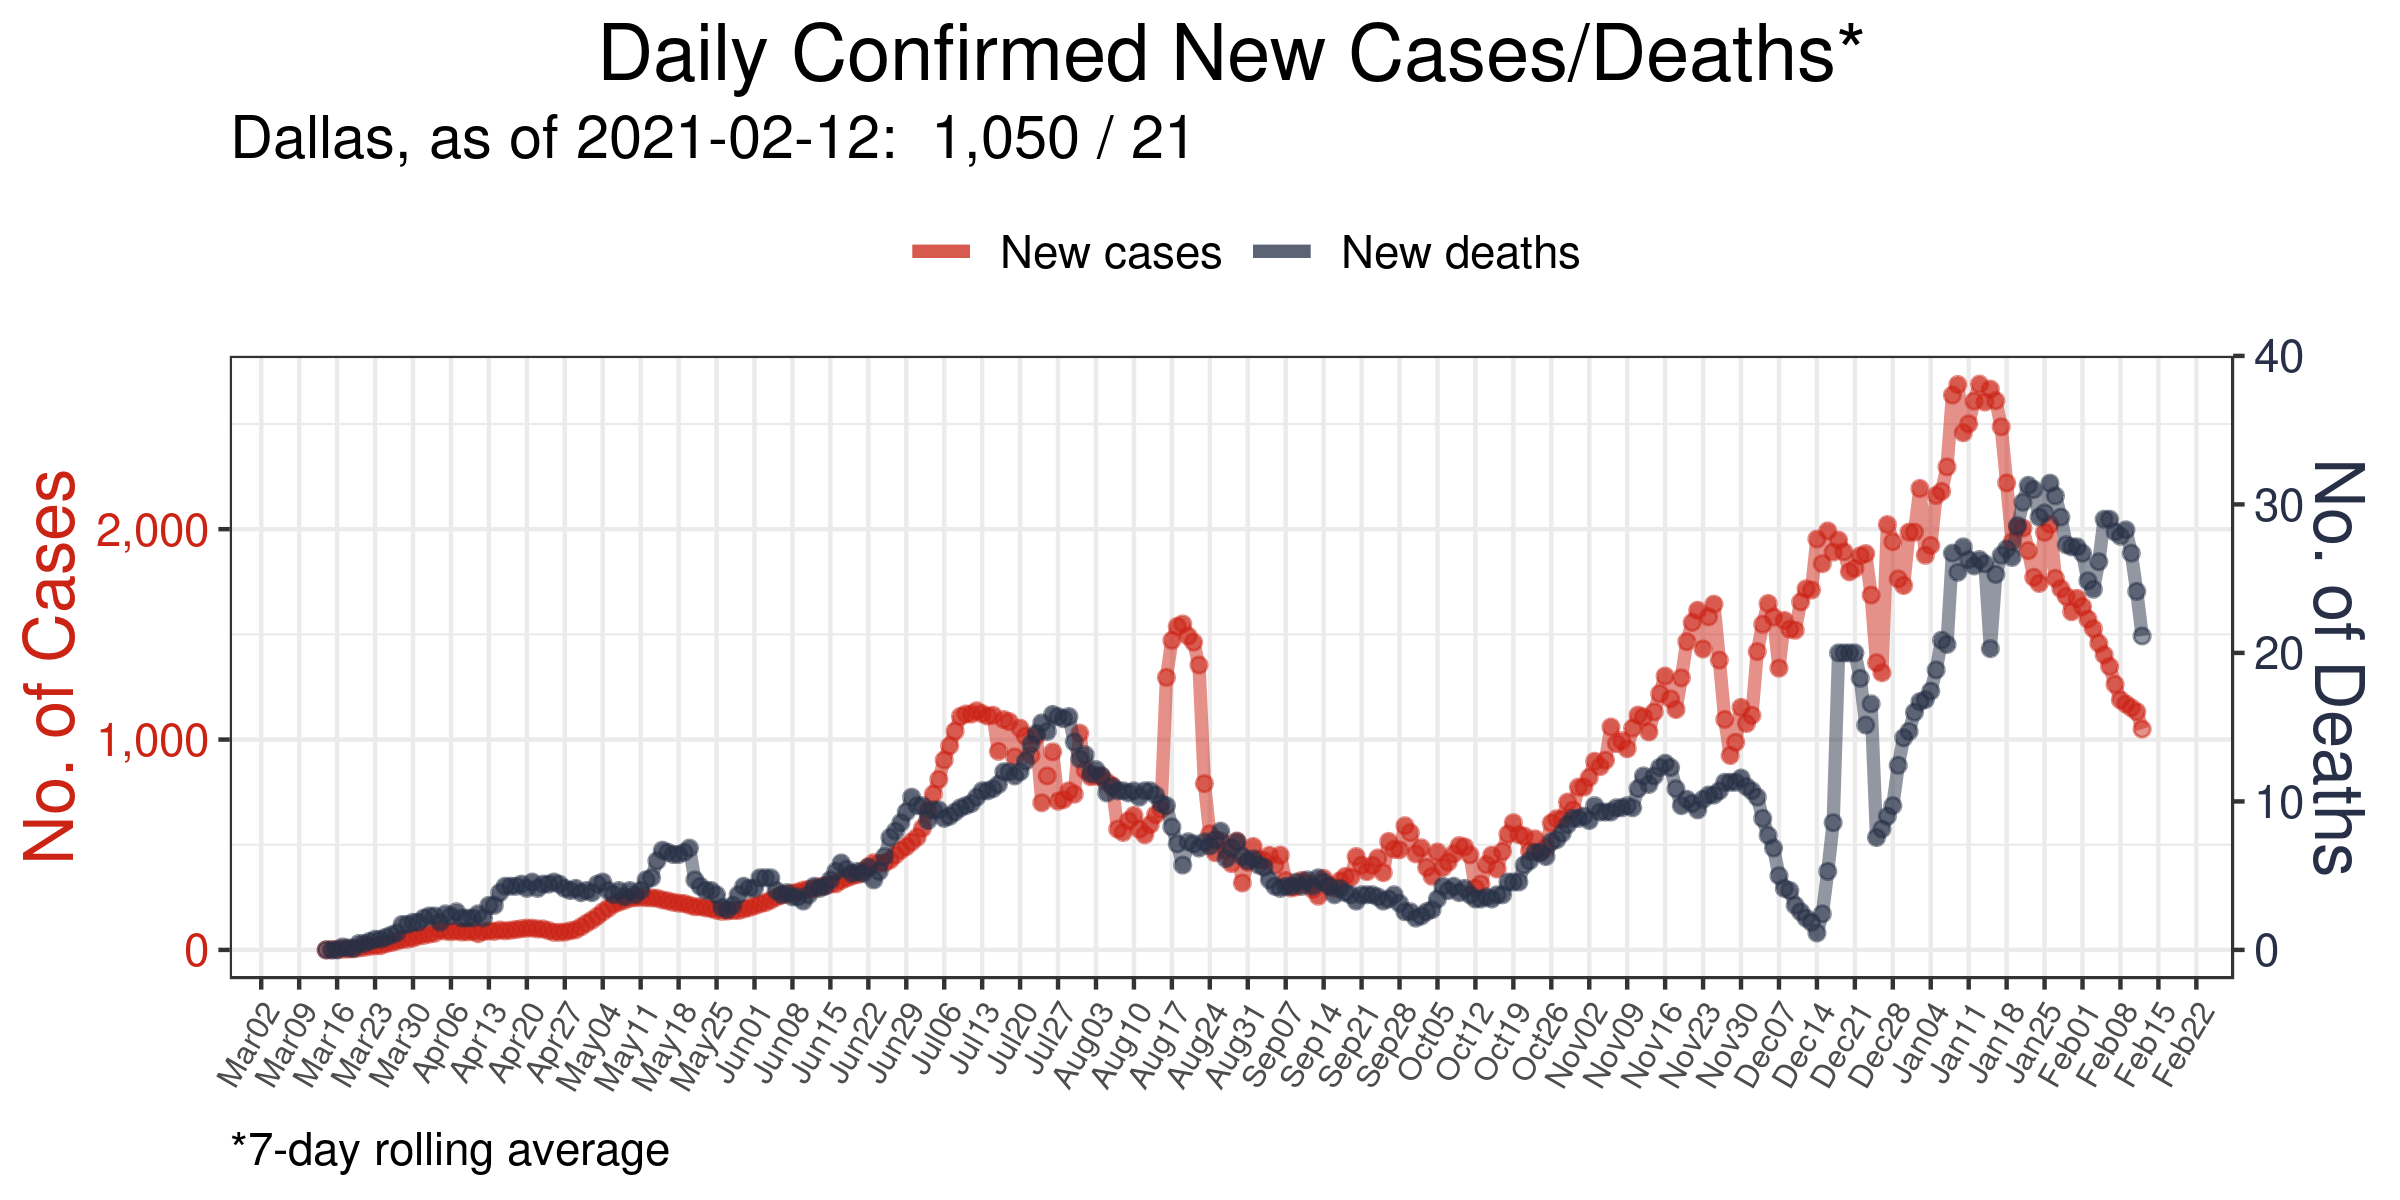 Daily Confirmed New Cases/Deaths*
Dallas, as of 2021-02-12:  1,050 / 21
New cases
New deaths
No. of Cases
2,000
1,000
0
40
30
20
10
0
No. of Deaths
Mar02
Mar09
Mar16
Mar23
Mar30
Apr06
Apr13
Apr20
Apr27
May04
May11
May18
May25
Jun01
Jun08
Jun15
Jun22
Jun29
Jul06
Jul13
Jul20
Jul27
Aug03
Aug10
Aug17
Aug24
Aug31
Sep07
Sep14
Sep21
Sep28
Oct05
Oct12
Oct19
Oct26
Nov02
Nov09
Nov16
Nov23
Nov30
Dec07
Dec14
Dec21
Dec28
Jan04
Jan11
Jan18
Jan25
Feb01
Feb08
Feb15
Feb22
*7-day rolling average